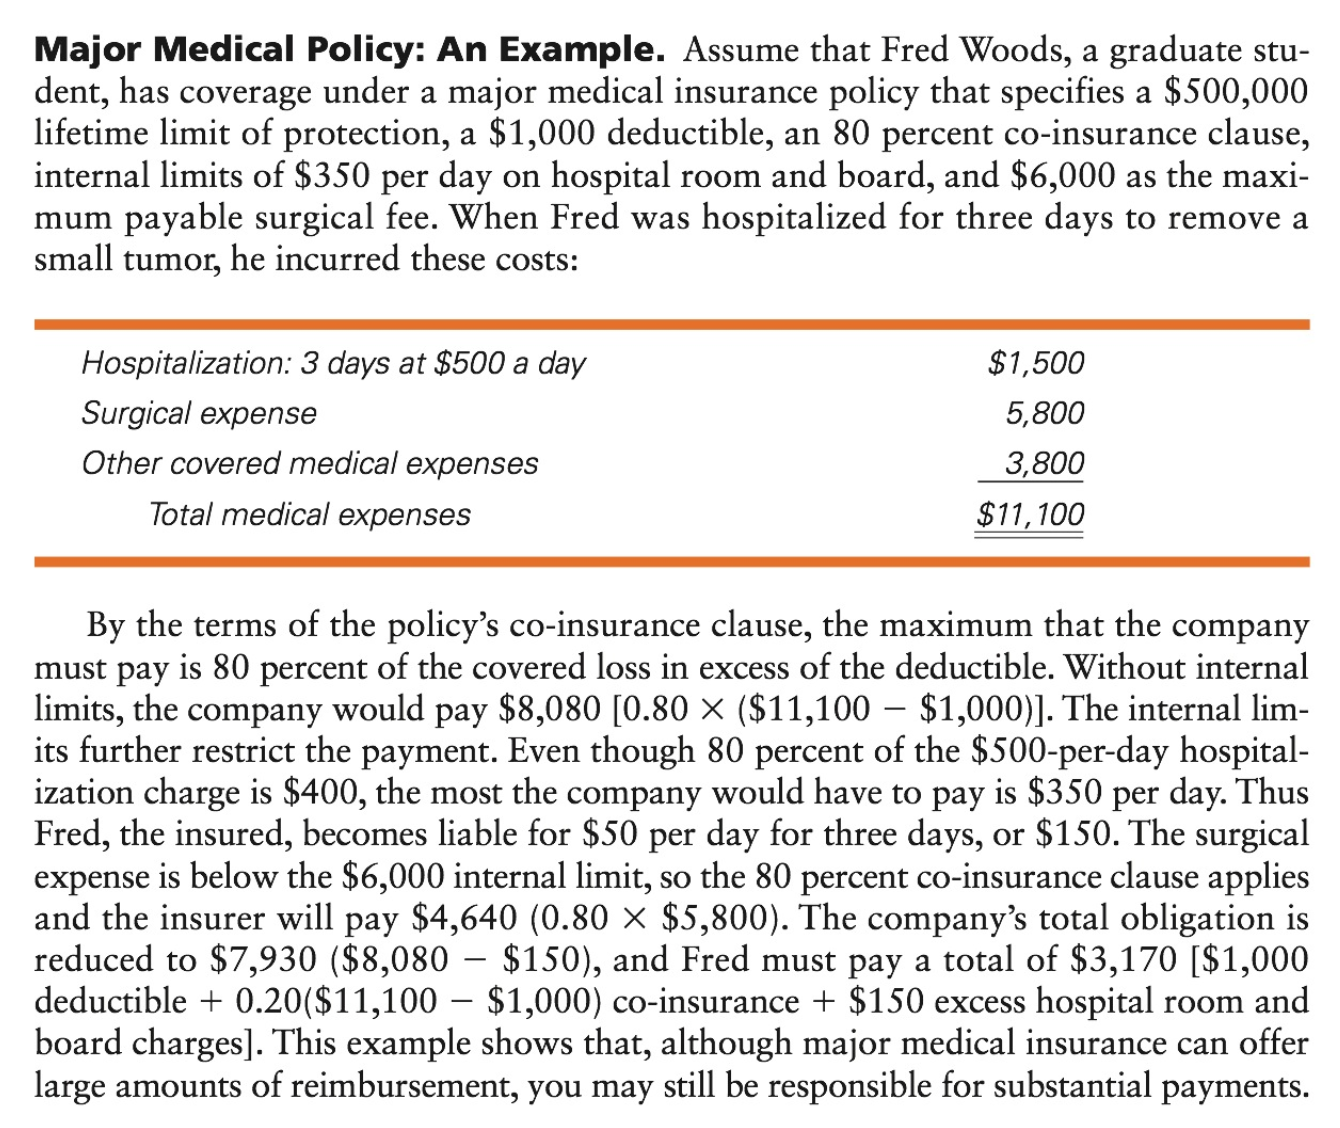 Major Medical Policy: An Example. Assume that Fred Woods, a graduate stu-
dent, has coverage under a major medical insurance policy that specifies a $500,000
lifetime limit of protection, a $1,000 deductible, an 80 percent co-insurance clause,
internal limits of $350 per day on hospital room and board, and $6,000 as the maxi-
mum payable surgical fee. When Fred was hospitalized for three days to remove a
small tumor, he incurred these costs:
Hospitalization: 3 days at $500 a day $1,500
Surgical expense 5,800
Other covered medical expenses 3,800
Total medical expenses $11,100
By the terms of the policy’s co-insurance clause, the maximum that the company
must pay is 80 percent of the covered loss in excess of the deductible. Without internal
limits, the company would pay $8,080 [0.80 × ($11,100 − $1,000)]. The internal lim-
its further restrict the payment. Even though 80 percent of the $500-per-day hospital-
ization charge is $400, the most the company would have to pay is $350 per day. Thus
Fred, the insured, becomes liable for $50 per day for three days, or $150. The surgical
expense is below the $6,000 internal limit, so the 80 percent co-insurance clause applies
and the insurer will pay $4,640 (0.80 × $5,800). The company’s total obligation is
reduced to $7,930 ($8,080 − $150), and Fred must pay a total of $3,170 [$1,000
deductible + 0.20($11,100 − $1,000) co-insurance + $150 excess hospital room and
board charges]. This example shows that, although major medical insurance can offer
large amounts of reimbursement, you may still be responsible for substantial payments.